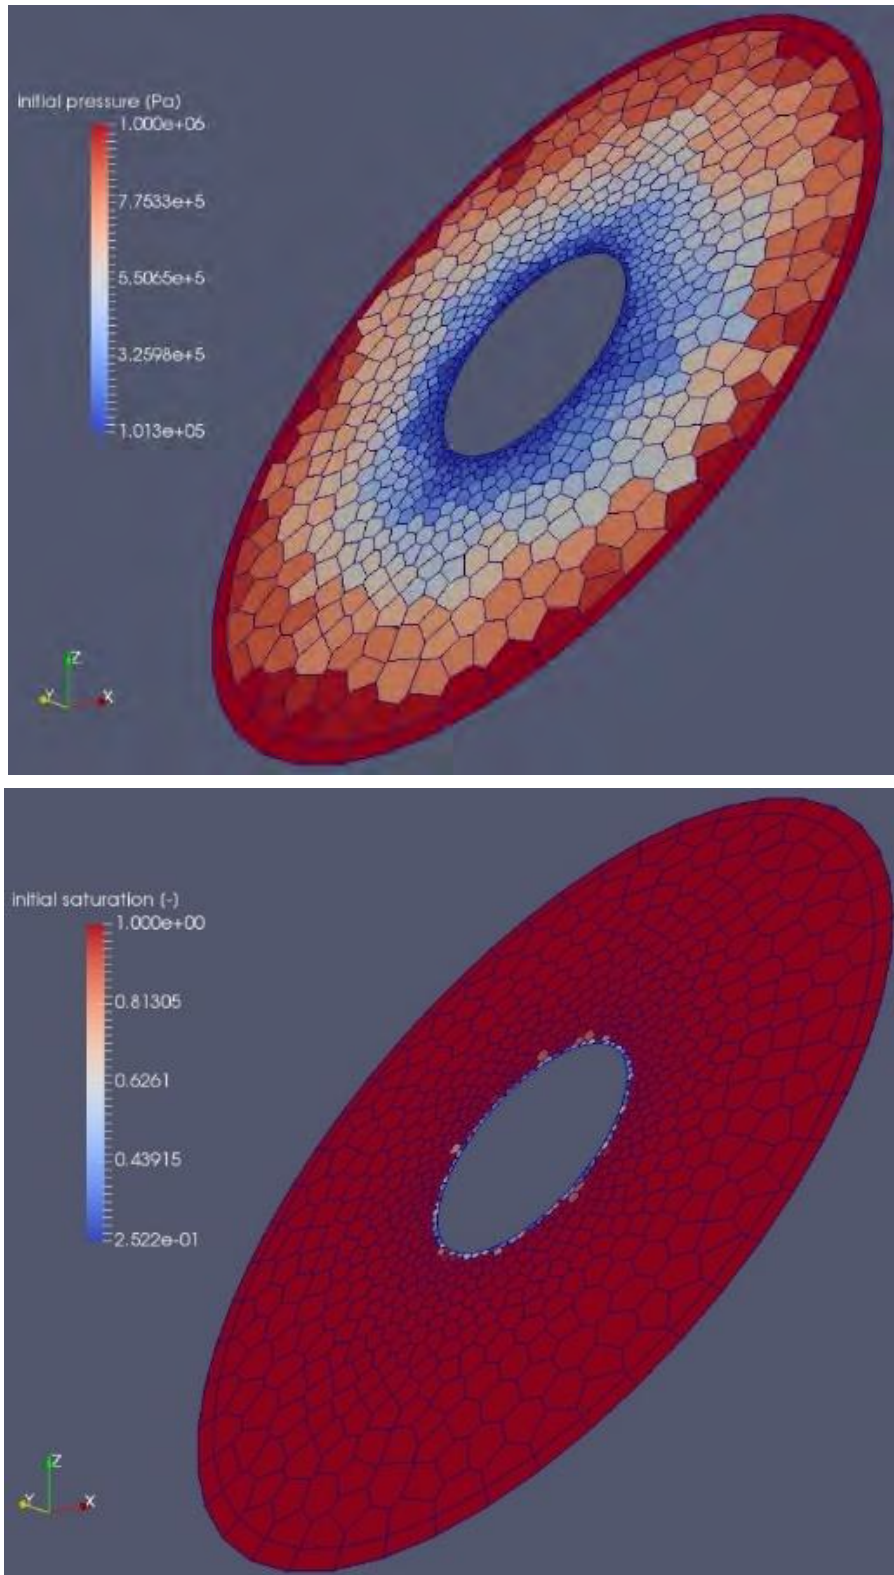 initial pressure (Pa)
1.000e+06
7.7533e+5
5.5065e+5
3.2598e+5
1.013e+05
Z
Y
X
initial saturation (-)
1.000e+00
0.81305
0.6261
0.43915
2.522e-01
Z
Y
X